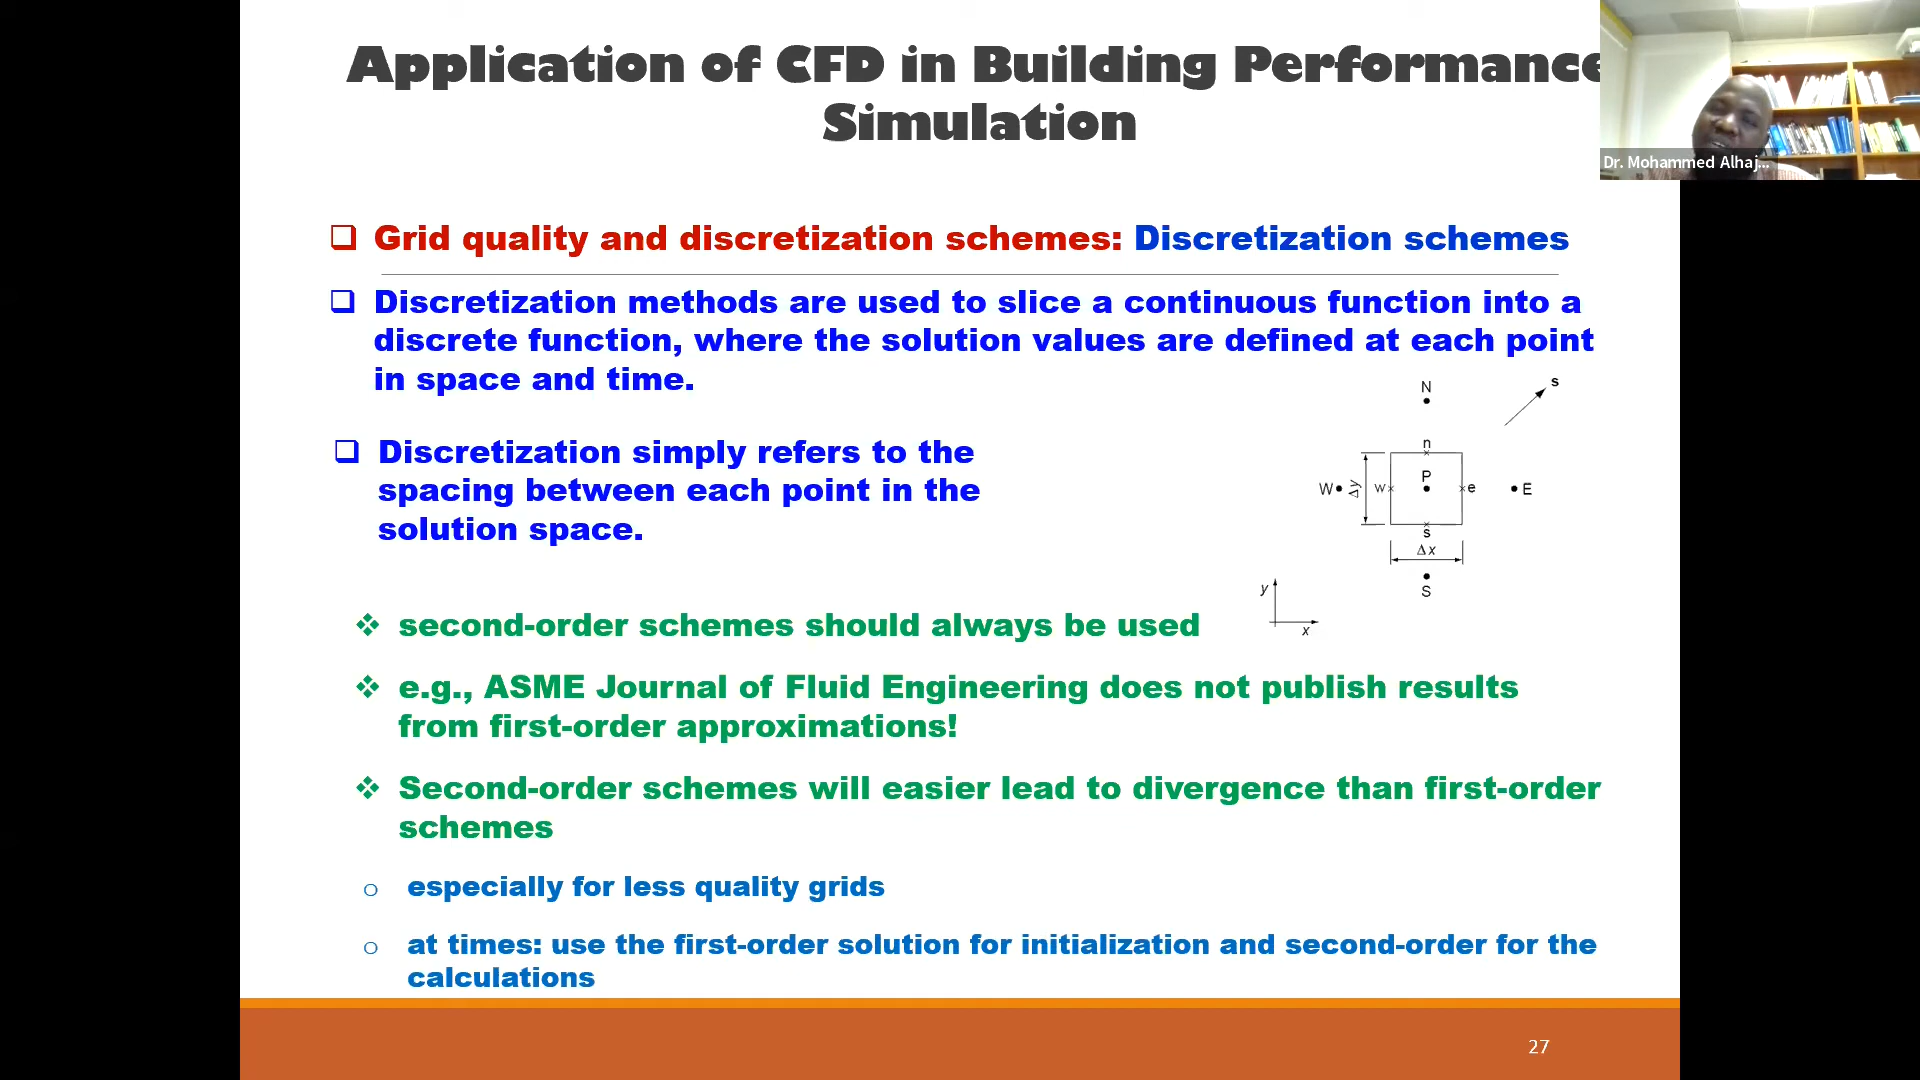 Application of CFD in Building Performance
Simulation
Dr. Mohammed Alhaj...
❑ Grid quality and discretization schemes: Discretization schemes
❑ Discretization methods are used to slice a continuous function into a
discrete function, where the solution values are defined at each point
in space and time.
❑ Discretization simply refers to the
spacing between each point in the
solution space.
N
s
n
P
W
Δy
w
e
E
s
Δx
S
y
x
❖ second-order schemes should always be used
❖ e.g., ASME Journal of Fluid Engineering does not publish results
from first-order approximations!
❖ Second-order schemes will easier lead to divergence than first-order
schemes
o especially for less quality grids
o at times: use the first-order solution for initialization and second-order for the
calculations
27